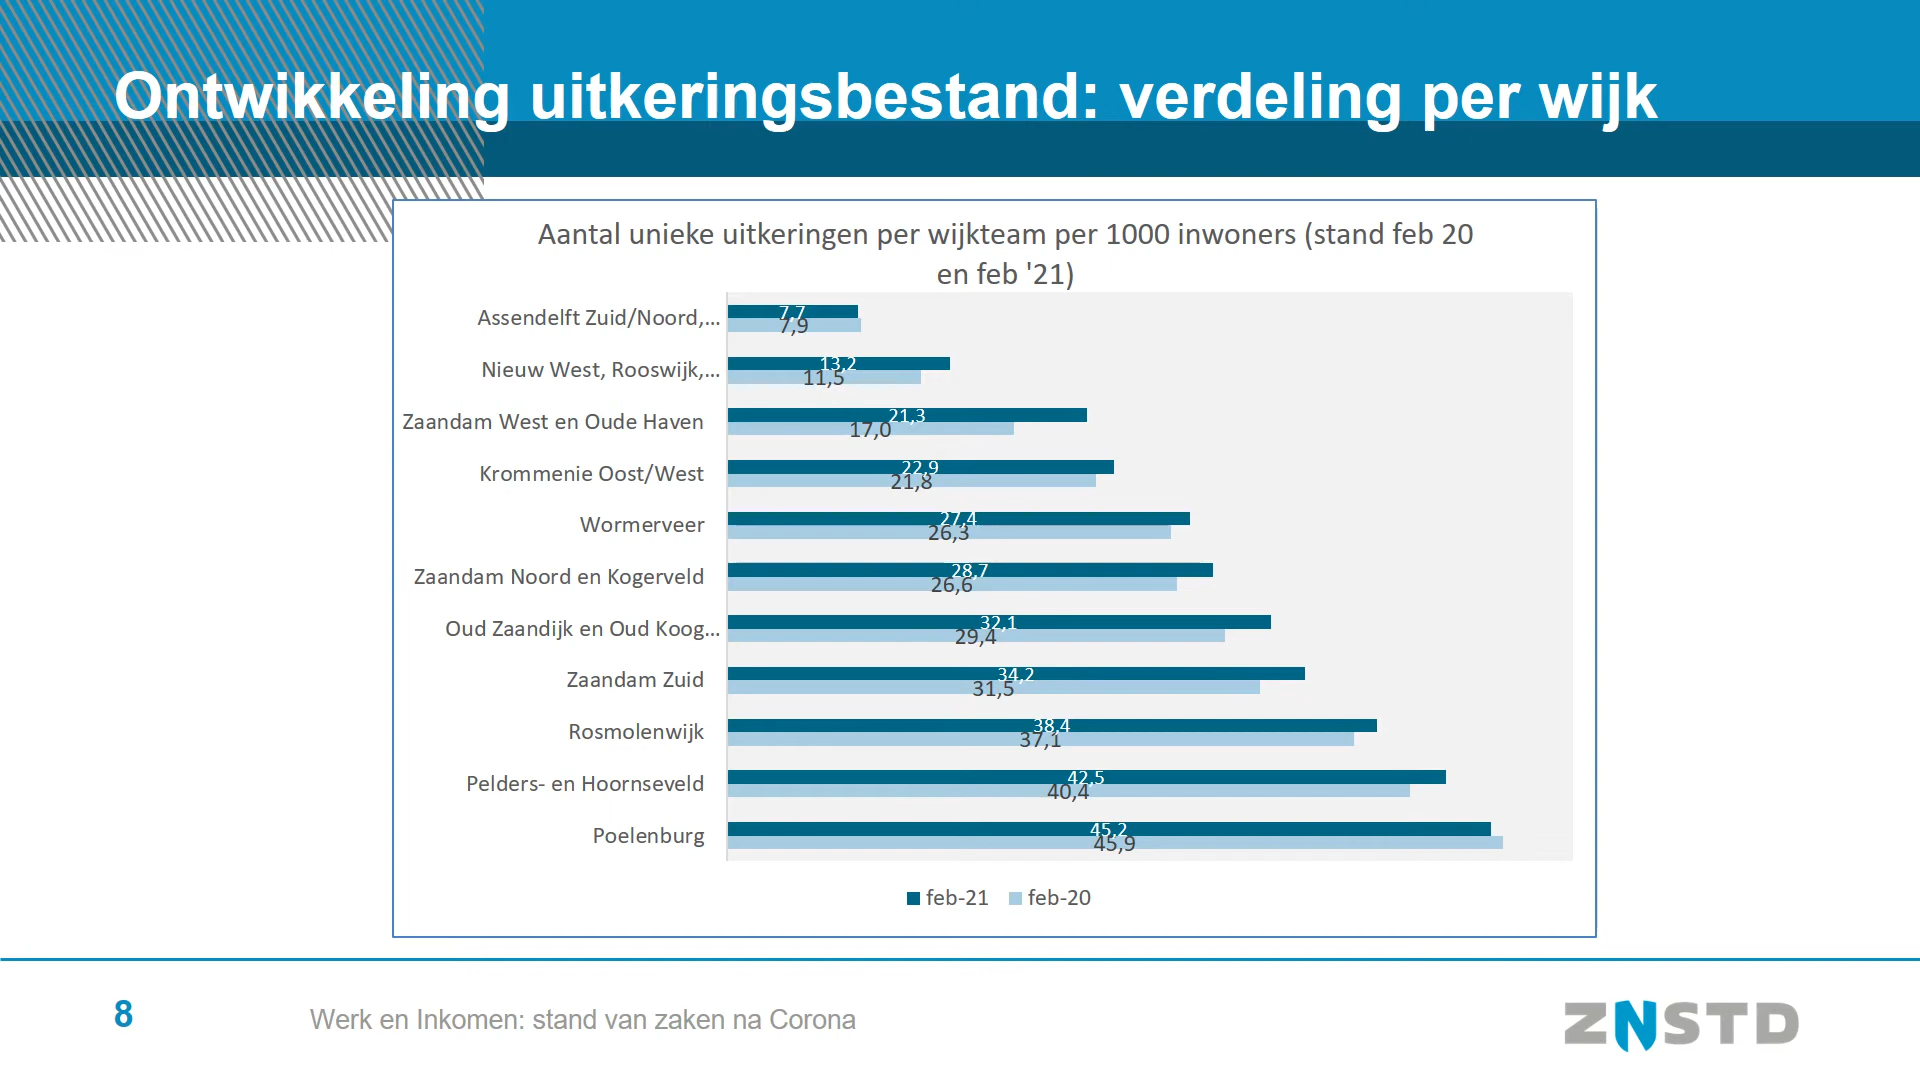 Ontwikkeling uitkeringsbestand: verdeling per wijk
Aantal unieke uitkeringen per wijkteam per 1000 inwoners (stand feb 20
en feb '21)
Assendelft Zuid/Noord,...
7,7
7,9
Nieuw West, Rooswijk,...
13,2
11,5
Zaandam West en Oude Haven
21,3
17,0
Krommenie Oost/West
22,9
21,8
Wormerveer
27,4
26,3
Zaandam Noord en Kogerveld
28,7
26,6
Oud Zaandijk en Oud Koog...
32,1
29,4
Zaandam Zuid
34,2
31,5
Rosmolenwijk
38,4
37,1
Pelders- en Hoornseveld
42,5
40,4
Poelenburg
45,2
45,9
feb-21 feb-20
8
Werk en Inkomen: stand van zaken na Corona
ZNSTD